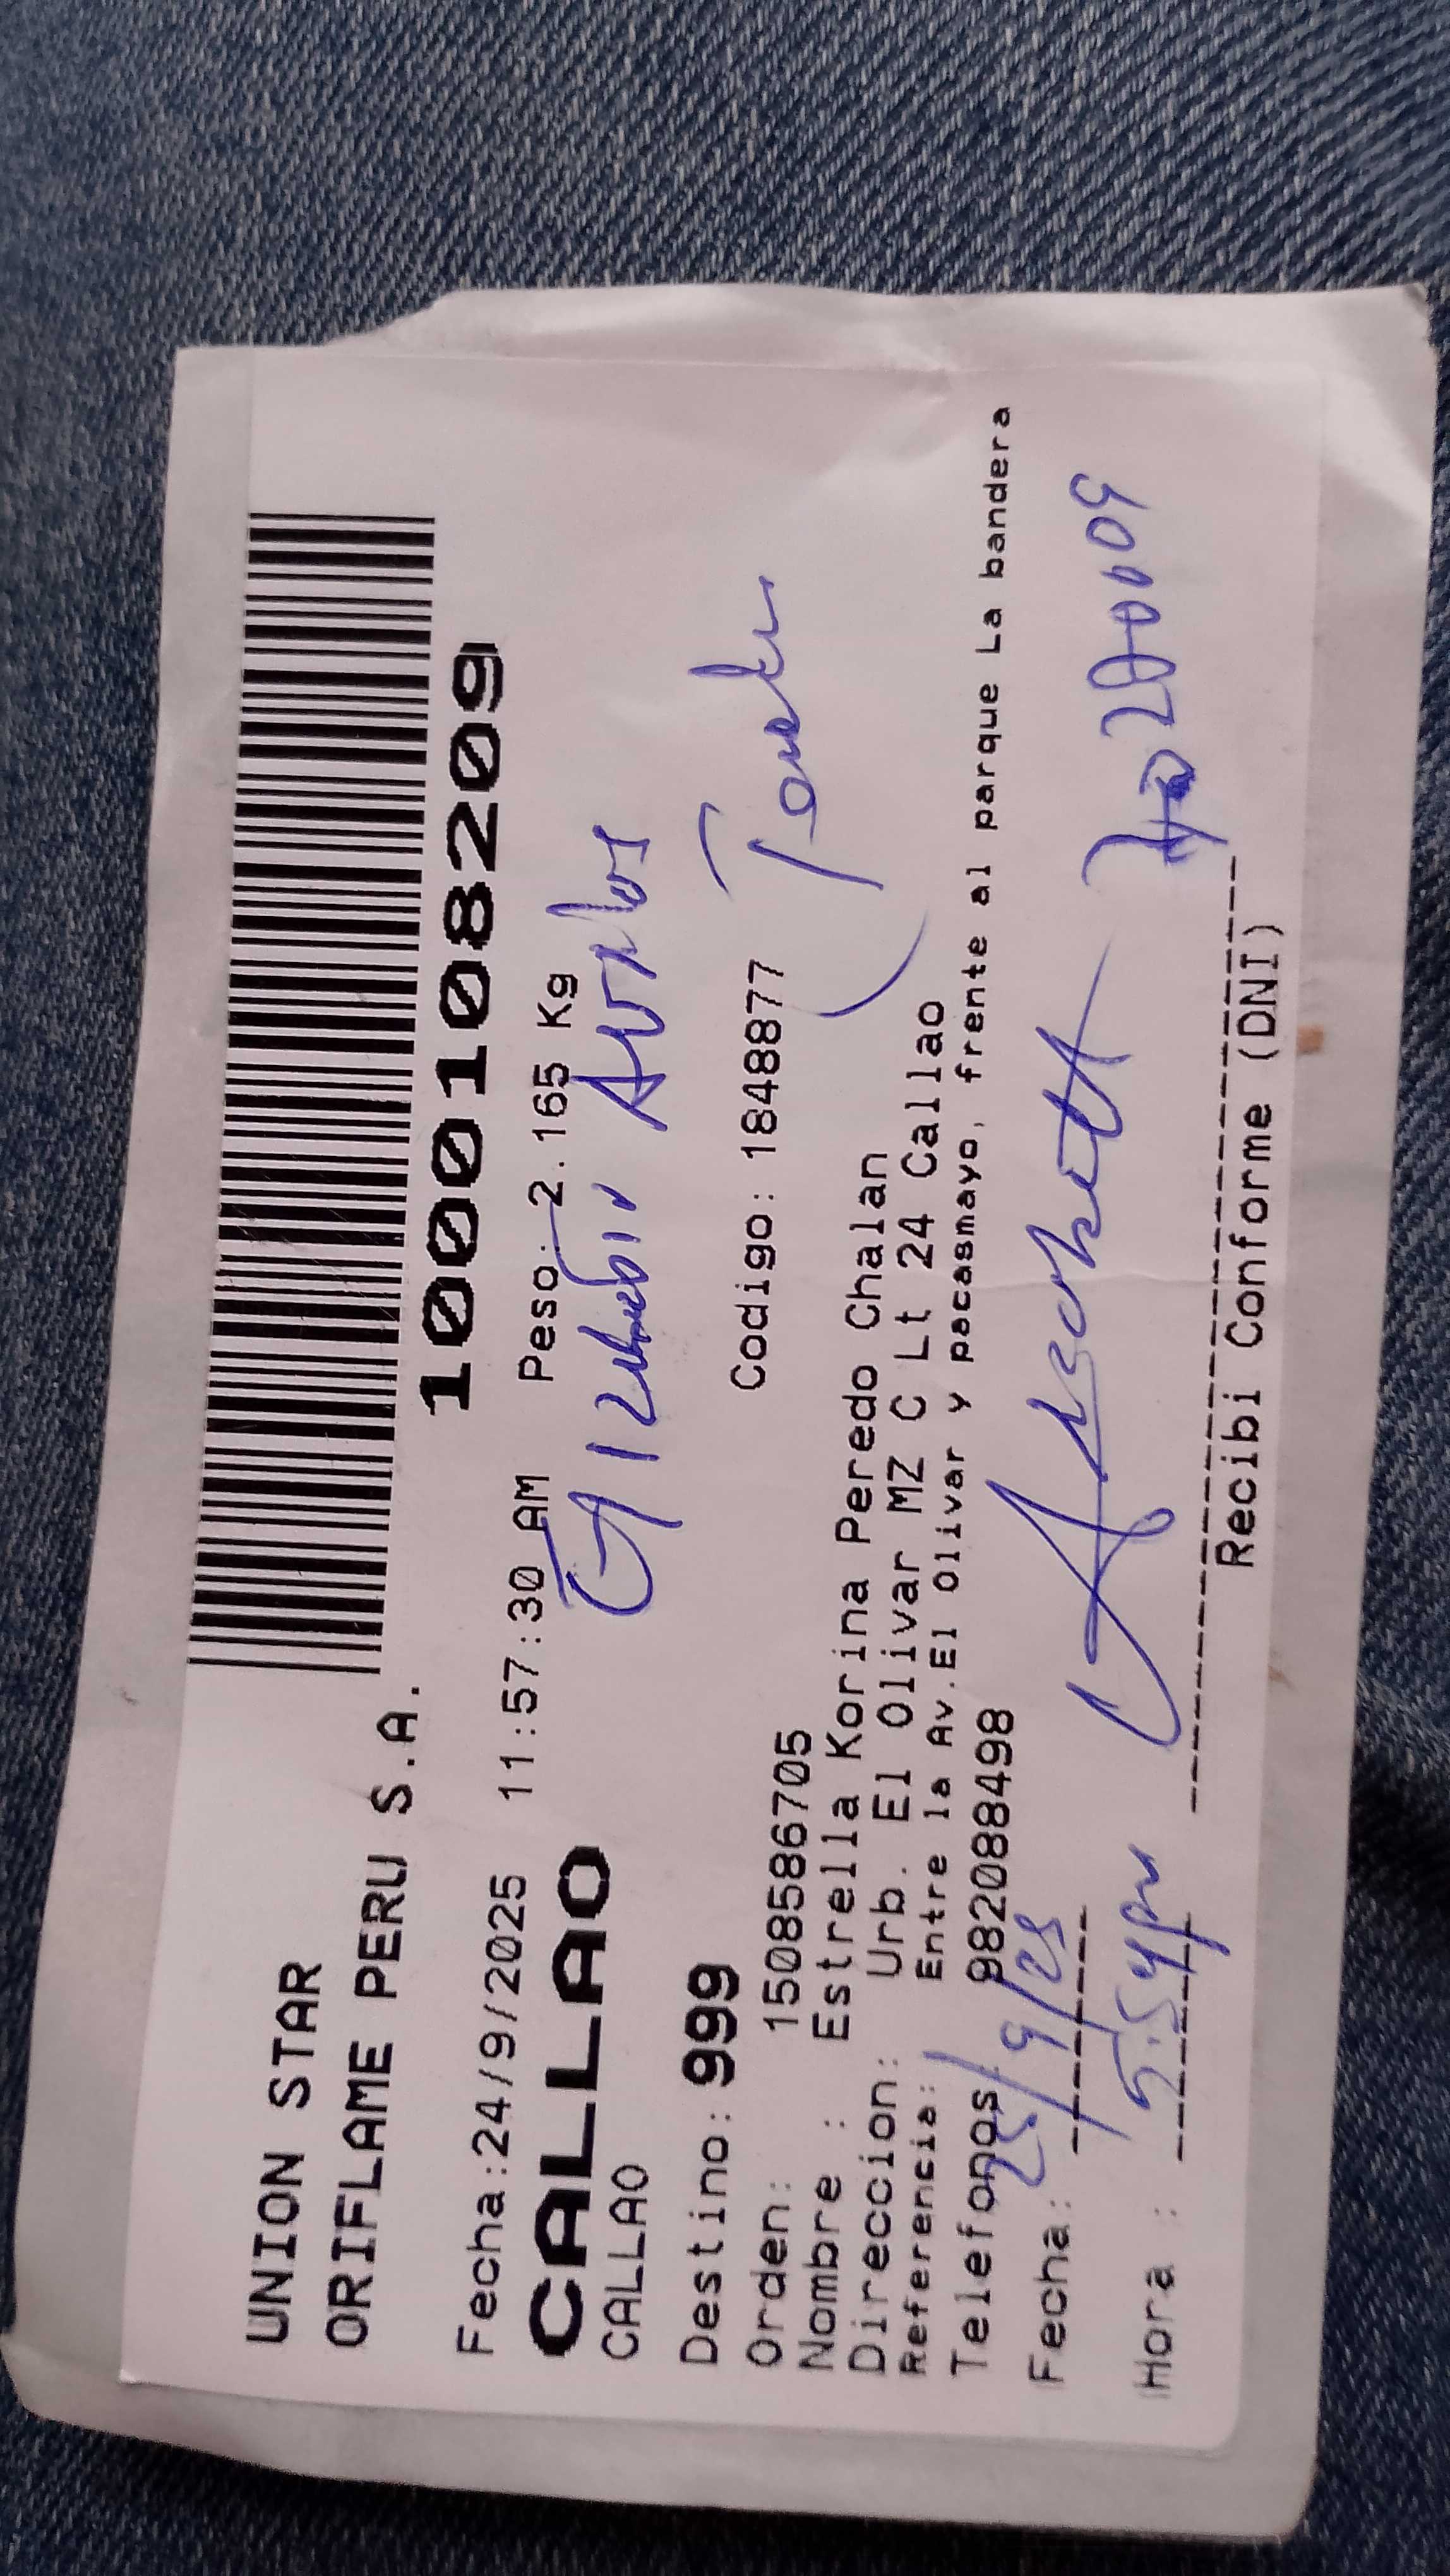 UNION STAR
ORIFLAME PERU S.A.
1000108209
Fecha:24/9/2025 11:57:30 AM Peso: 2.165 Kg
CALLAO
CALLAO
Destino: 999
Orden: 1508586705 Codigo: 1848877
Nombre : Estrella Korina Peredo Chalan
Direccion: Urb. El Olivar MZ C Lt 24 Callao
Referencia: Entre la Av.El Olivar y pacasmayo, frente al parque La bandera
Telefonos 982088498
Fecha: 25/9/25
Hora : 5:54pm
Recibi Conforme (DNI)